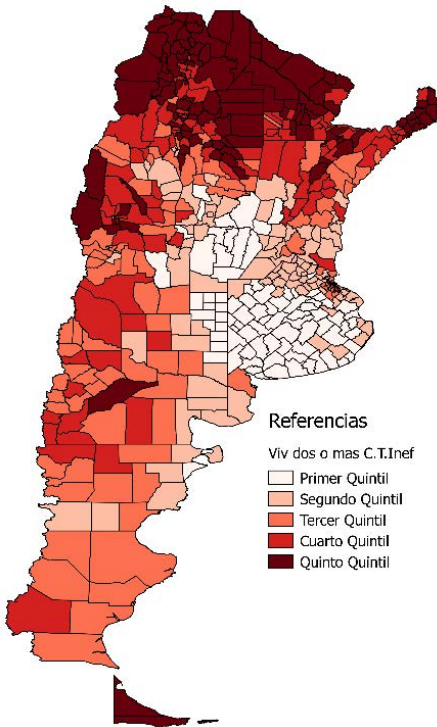 Referencias
Viv dos o mas C.T.Inef
Primer Quintil
Segundo Quintil
Tercer Quintil
Cuarto Quintil
Quinto Quintil